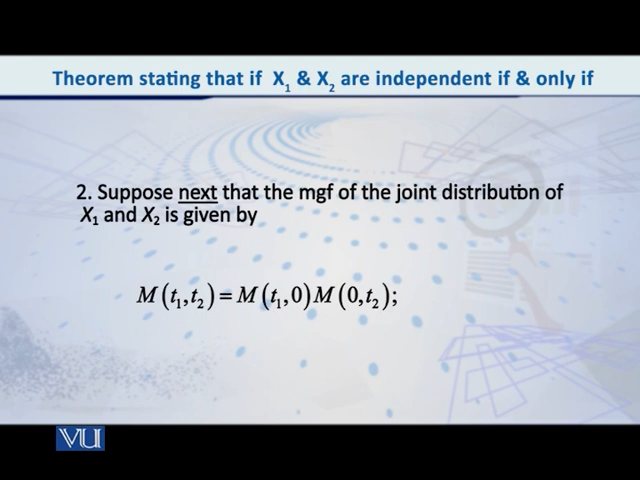 Theorem stating that if X₁ & X₂ are independent if & only if
2. Suppose next that the mgf of the joint distribution of
X₁ and X₂ is given by
M(t₁,t₂)=M(t₁,0)M(0,t₂);
VU